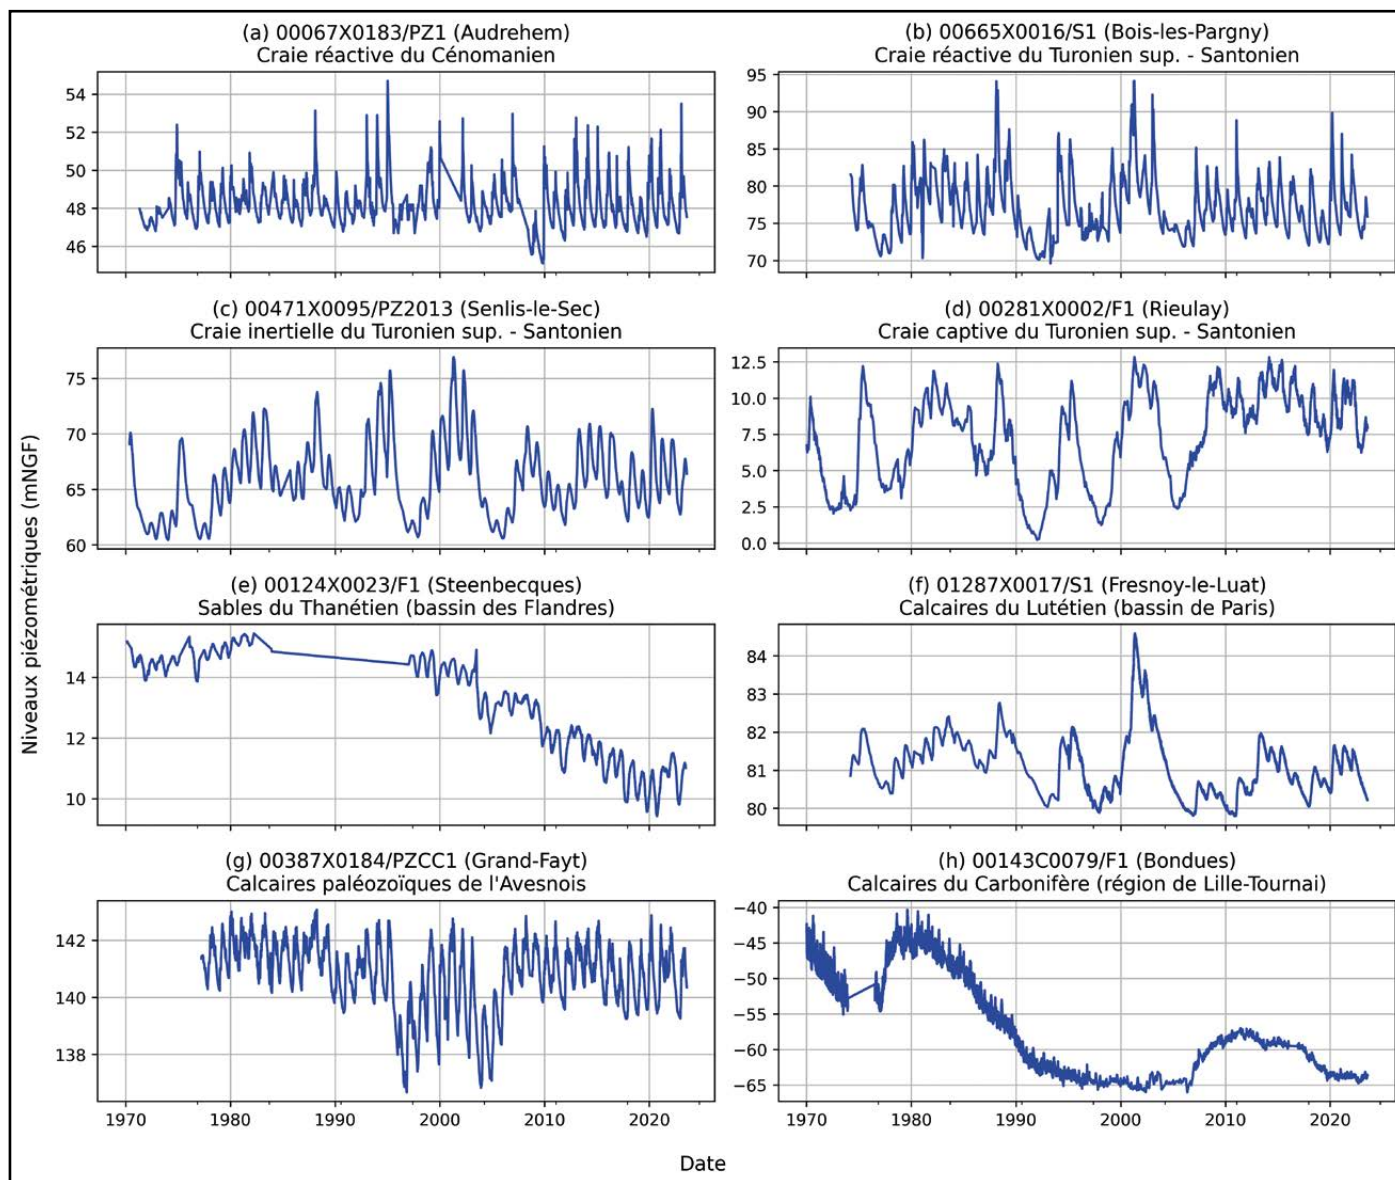 (a) 00067X0183/PZ1 (Audrehem)
Craie réactive du Cénomanien
54
52
50
48
46
(b) 00665X0016/S1 (Bois-les-Pargny)
Craie réactive du Turonien sup. - Santonien
95
90
85
80
75
70
(c) 00471X0095/PZ2013 (Senlis-le-Sec)
Craie inertielle du Turonien sup. - Santonien
75
70
65
60
(d) 00281X0002/F1 (Rieulay)
Craie captive du Turonien sup. - Santonien
12.5
10.0
7.5
5.0
2.5
0.0
Niveaux piézométriques (mNGF)
(e) 00124X0023/F1 (Steenbecques)
Sables du Thanétien (bassin des Flandres)
14
12
10
(f) 01287X0017/S1 (Fresnoy-le-Luat)
Calcaires du Lutétien (bassin de Paris)
84
83
82
81
80
(g) 00387X0184/PZCC1 (Grand-Fayt)
Calcaires paléozoïques de l'Avesnois
142
140
138
1970 1980 1990 2000 2010 2020
(h) 00143C0079/F1 (Bondues)
Calcaires du Carbonifère (région de Lille-Tournai)
−40
−45
−50
−55
−60
−65
1970 1980 1990 2000 2010 2020
Date